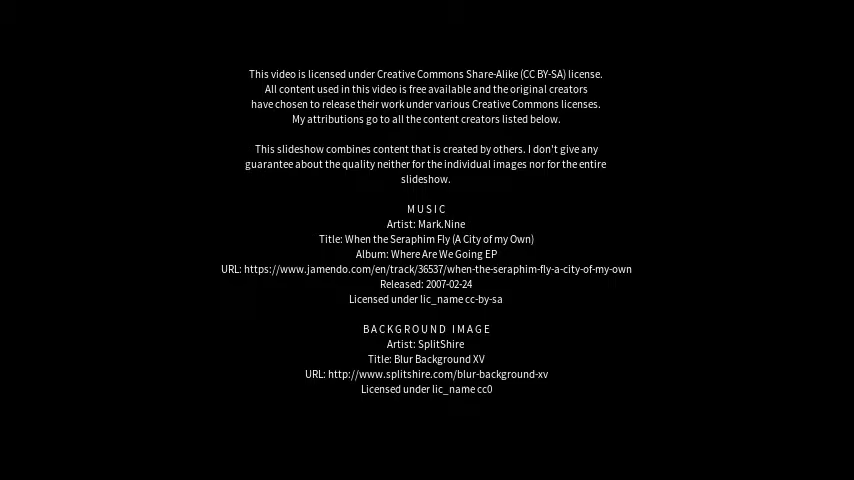 This video is licensed under Creative Commons Share-Alike (CC BY-SA) license.
All content used in this video is free available and the original creators
have chosen to release their work under various Creative Commons licenses.
My attributions go to all the content creators listed below.
This slideshow combines content that is created by others. I don't give any
guarantee about the quality neither for the individual images nor for the entire
slideshow.
MUSIC
Artist: Mark.Nine
Title: When the Seraphim Fly (A City of my Own)
Album: Where Are We Going EP
URL: https://www.jamendo.com/en/track/36537/when-the-seraphim-fly-a-city-of-my-own
Released: 2007-02-24
Licensed under lic_name cc-by-sa
BACKGROUND IMAGE
Artist: SplitShire
Title: Blur Background XV
URL: http://www.splitshire.com/blur-background-xv
Licensed under lic_name cc0